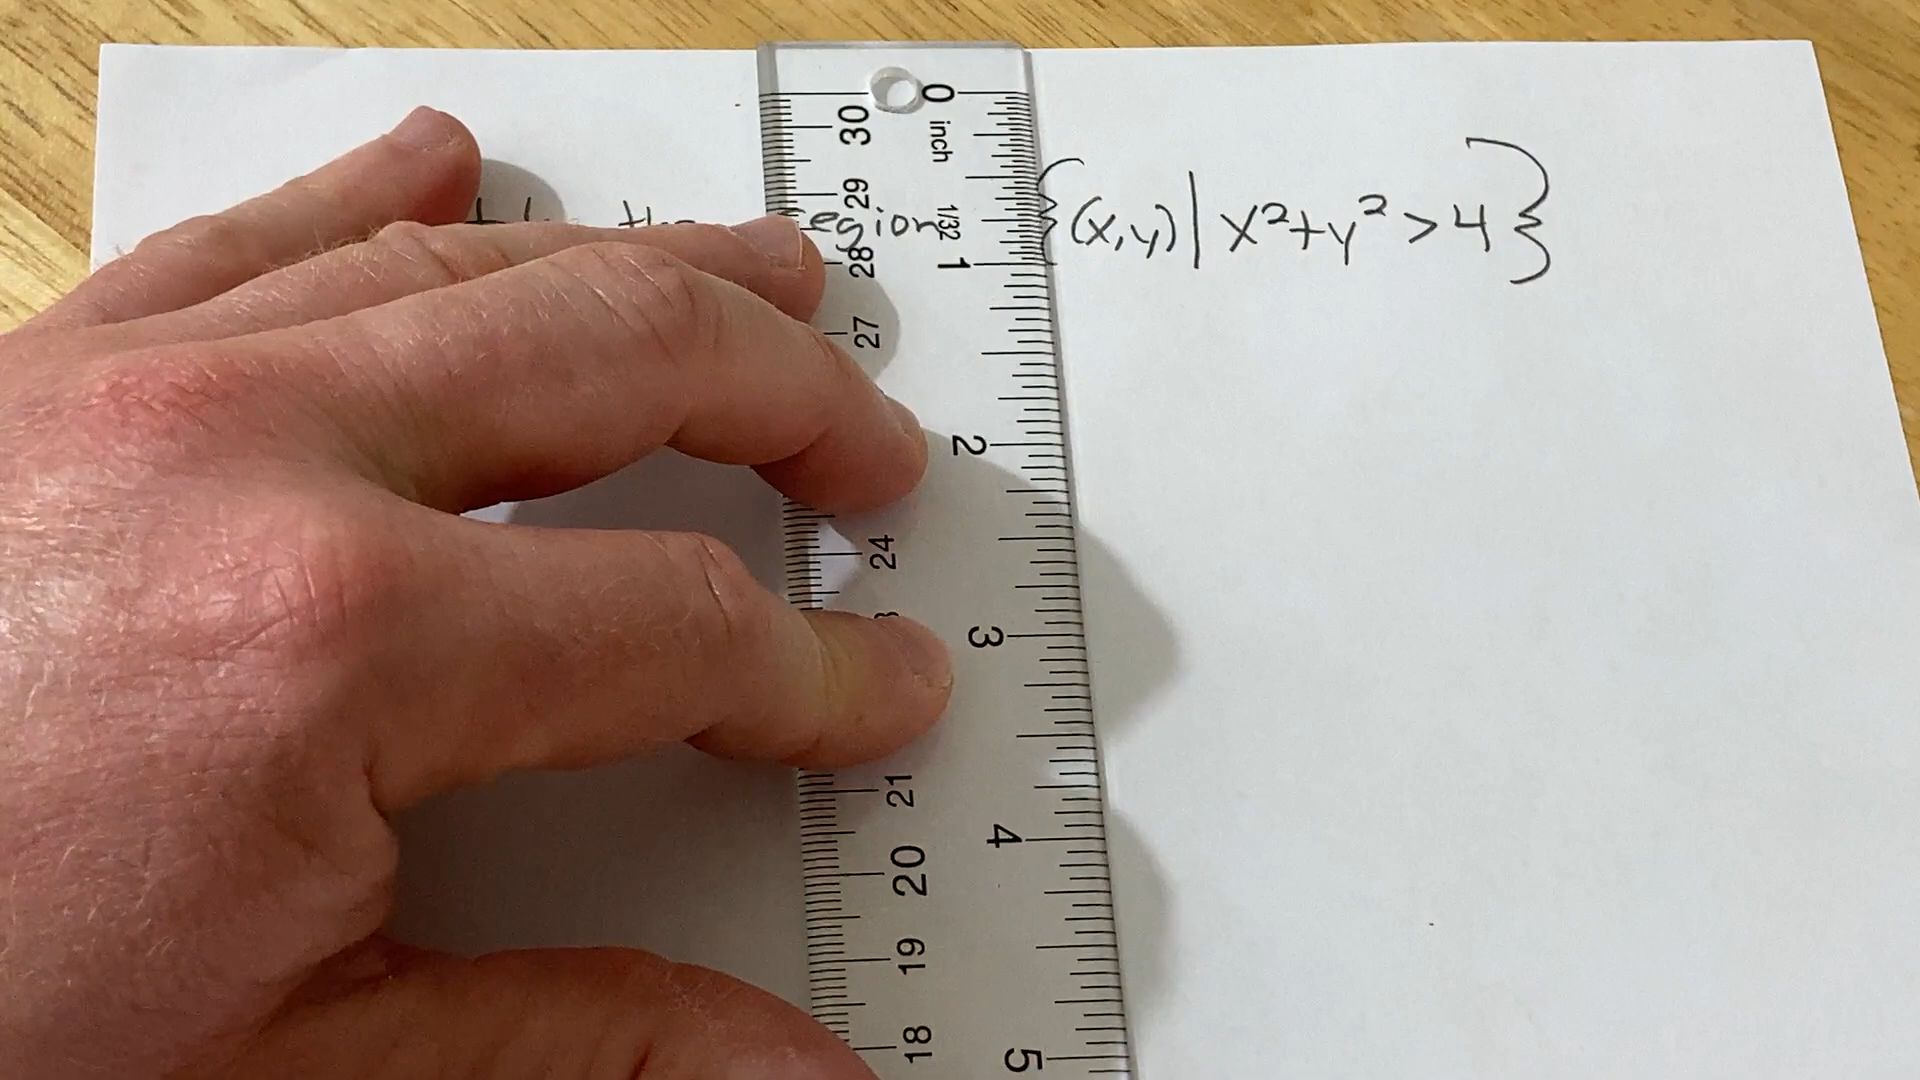 region {(x,y) | x²+y²>4}
0 inch 1/32 1 2 3 4 5
30 29 28 27 24 21 20 19 18